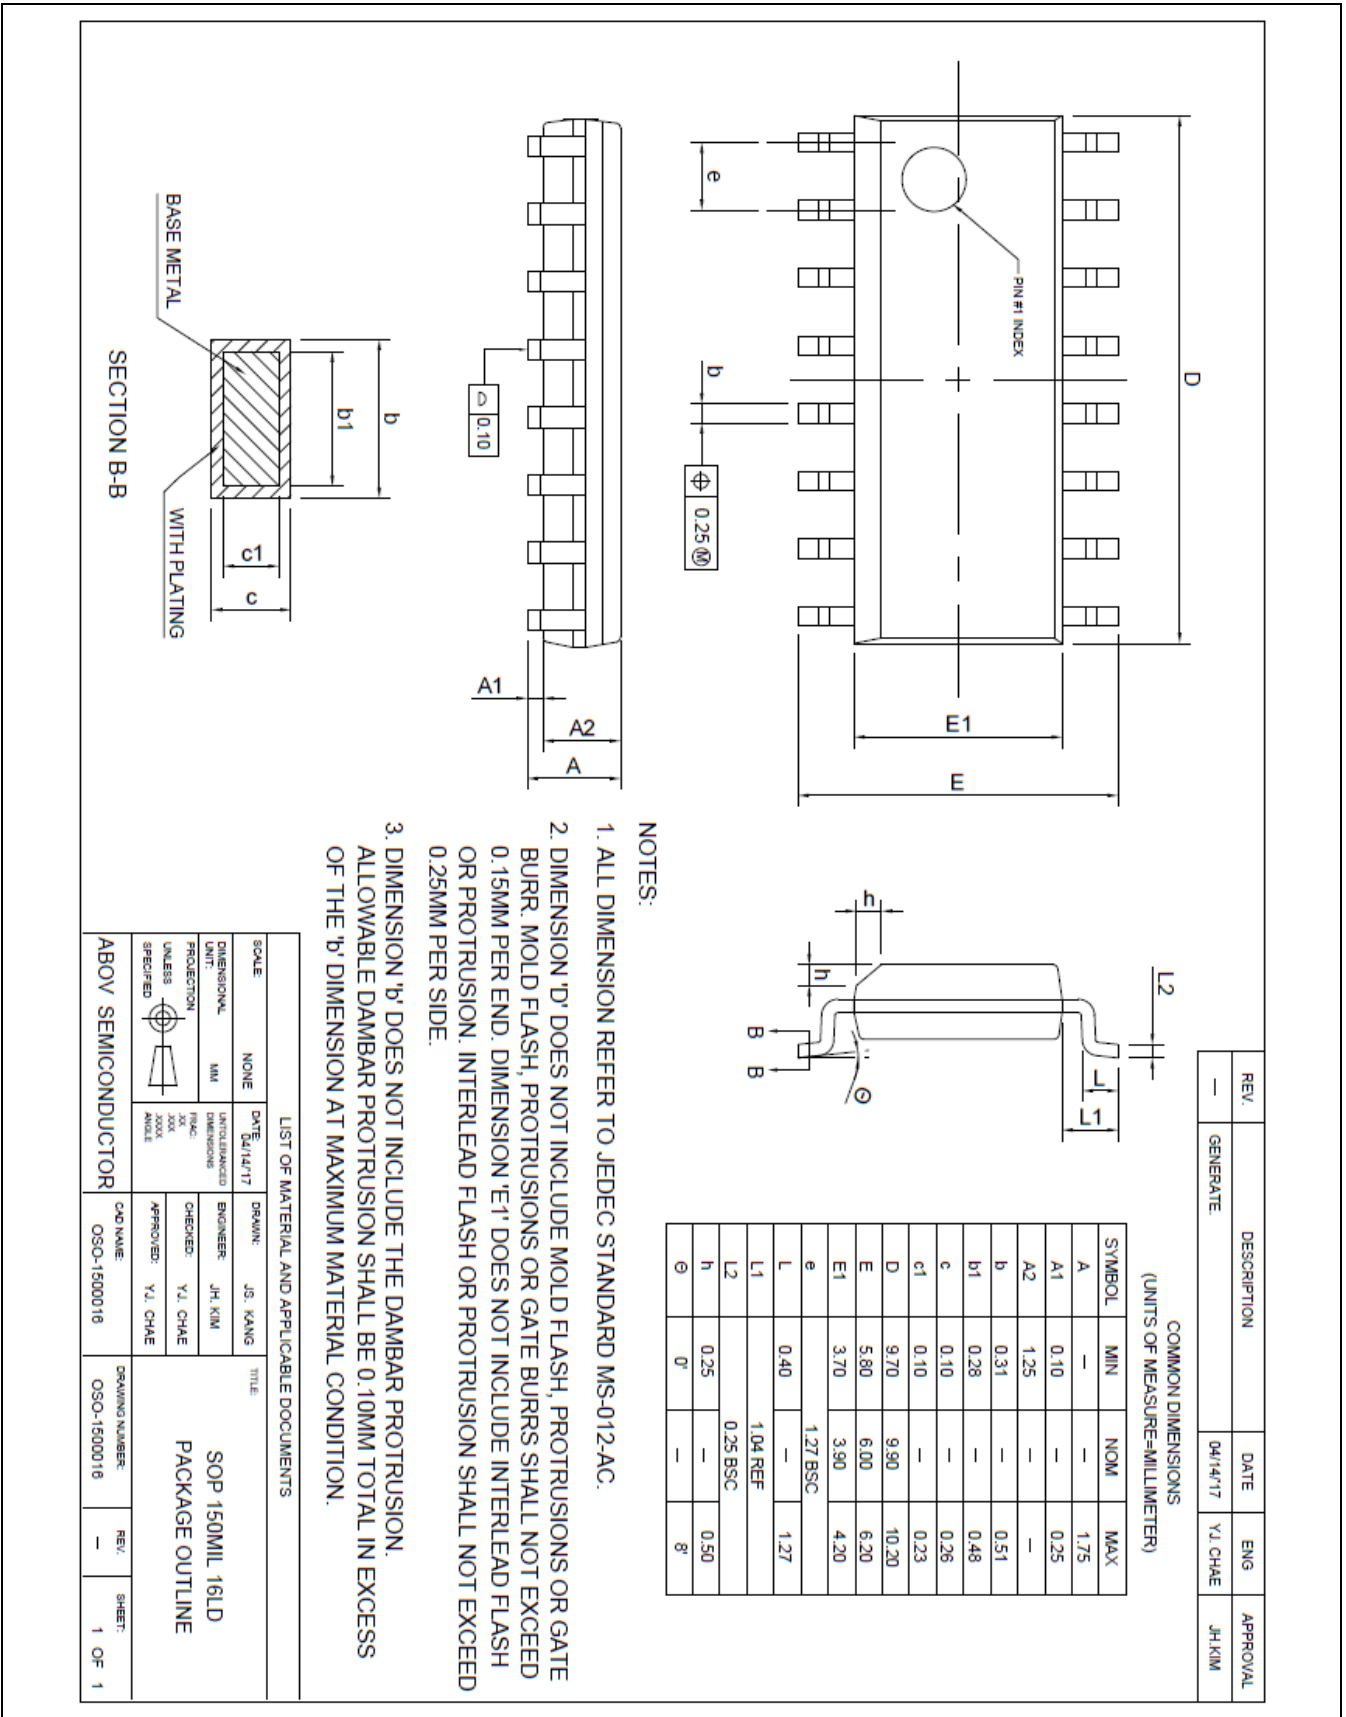 REV. DESCRIPTION DATE ENG APPROVAL
— GENERATE. 04/14/'17 Y.J. CHAE JH.KIM
D
PIN #1 INDEX
e
b
0.25 Ⓜ
E1
E
L2
L
L1
h
h
B
B
Θ
COMMON DIMENSIONS
(UNITS OF MEASURE=MILLIMETER)
SYMBOL MIN NOM MAX
A — — 1.75
A1 0.10 — 0.25
A2 1.25 — —
b 0.31 — 0.51
b1 0.28 — 0.48
c 0.10 — 0.26
c1 0.10 — 0.23
D 9.70 9.90 10.20
E 5.80 6.00 6.20
E1 3.70 3.90 4.20
e 1.27 BSC
L 0.40 — 1.27
L1 1.04 REF
L2 0.25 BSC
h 0.25 — 0.50
Θ 0° — 8°
0.10
A1
A2
A
NOTES:
1. ALL DIMENSION REFER TO JEDEC STANDARD MS-012-AC.
2. DIMENSION 'D' DOES NOT INCLUDE MOLD FLASH, PROTRUSIONS OR GATE
BURR. MOLD FLASH, PROTRUSIONS OR GATE BURRS SHALL NOT EXCEED
0.15MM PER END. DIMENSION 'E1' DOES NOT INCLUDE INTERLEAD FLASH
OR PROTRUSION. INTERLEAD FLASH OR PROTRUSION SHALL NOT EXCEED
0.25MM PER SIDE.
3. DIMENSION 'b' DOES NOT INCLUDE THE DAMBAR PROTRUSION.
ALLOWABLE DAMBAR PROTRUSION SHALL BE 0.10MM TOTAL IN EXCESS
OF THE 'b' DIMENSION AT MAXIMUM MATERIAL CONDITION.
b
b1
c1
c
BASE METAL
WITH PLATING
SECTION B-B
LIST OF MATERIAL AND APPLICABLE DOCUMENTS
SCALE: NONE
DATE: 04/14/'17
DRAWN: JS. KANG
TITLE:
SOP 150MIL 16LD
PACKAGE OUTLINE
DIMENSIONAL
UNIT: MM
UNTOLERANCED
DIMENSIONS
ENGINEER: JH. KIM
PROJECTION
UNLESS
SPECIFIED
FRAC:
.XX
.XXX
.XXXX
ANGLE
CHECKED: Y.J. CHAE
APPROVED: Y.J. CHAE
ABOV SEMICONDUCTOR
CAD NAME:
OSO-1500016
DRAWING NUMBER:
OSO-1500016
REV.
—
SHEET:
1 OF 1